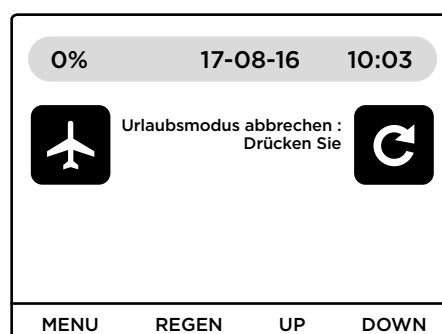 0% 17-08-16 10:03
Urlaubsmodus abbrechen :
Drücken Sie
MENU REGEN UP DOWN